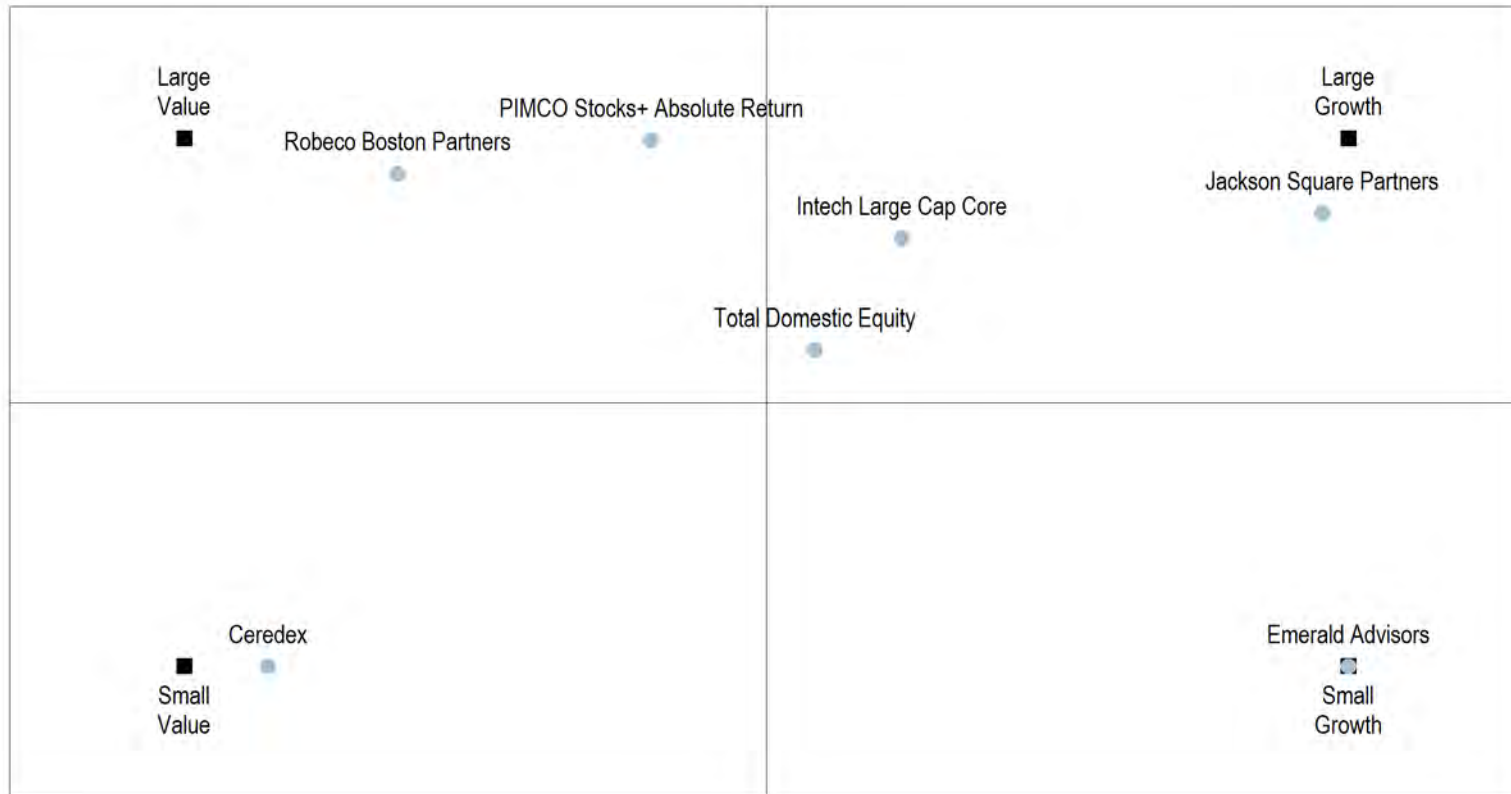 Large
Value
PIMCO Stocks+ Absolute Return
Large
Growth
Robeco Boston Partners
Jackson Square Partners
Intech Large Cap Core
Total Domestic Equity
Ceredex
Emerald Advisors
Small
Value
Small
Growth